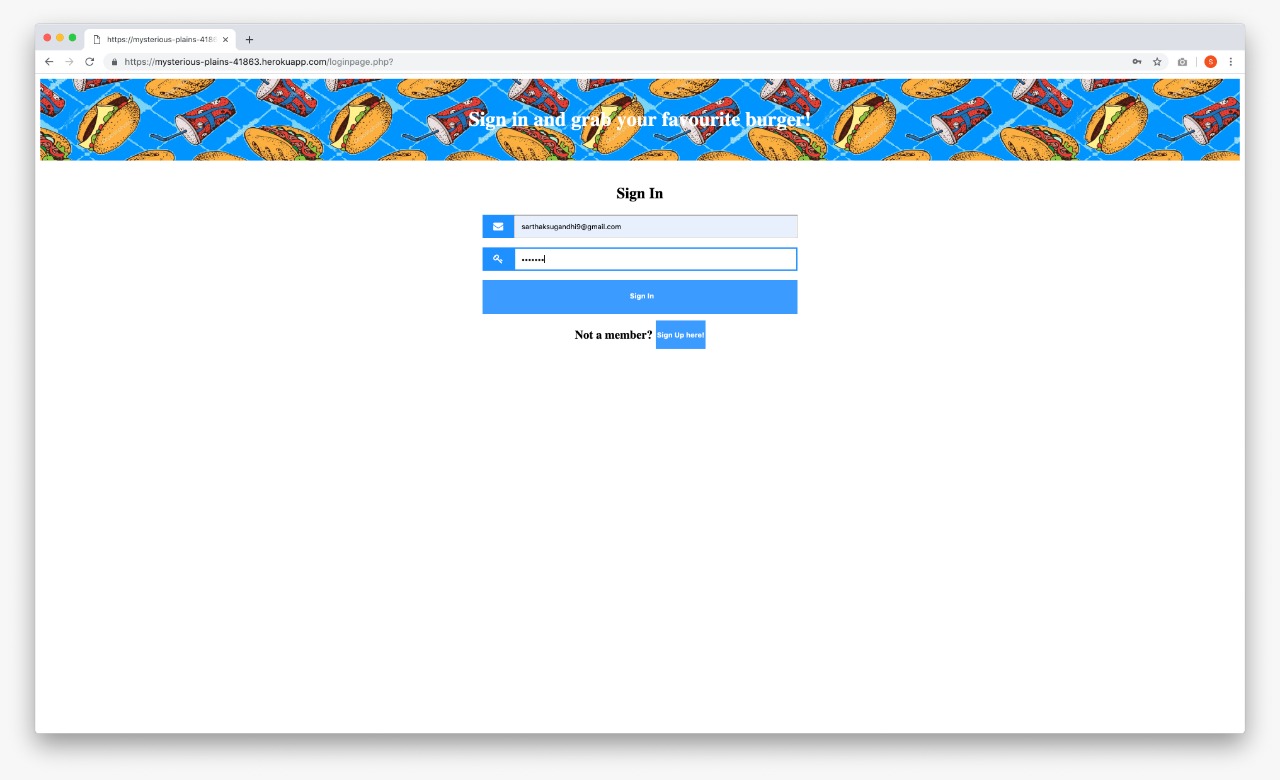 https://mysterious-plains-4186
https://mysterious-plains-41863.herokuapp.com/loginpage.php?
S
Sign in and grab your favourite burger!
Sign In
sarthaksugandhi9@gmail.com
•••••••
Sign In
Not a member? Sign Up here!